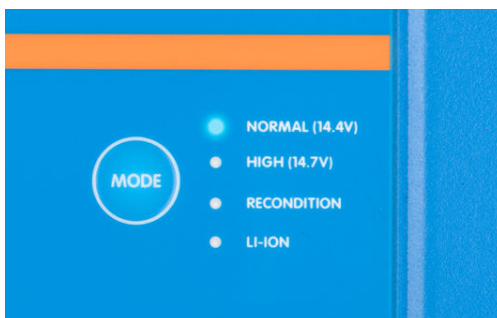 NORMAL (14.4V)
HIGH (14.7V)
MODE
RECONDITION
LI-ION